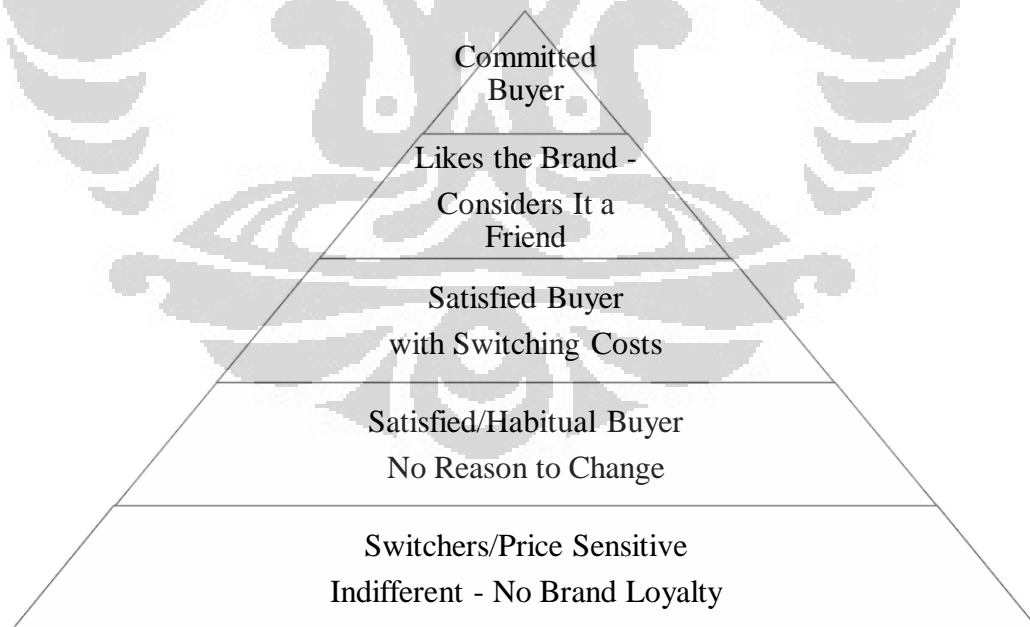 Committed
Buyer
Likes the Brand -
Considers It a
Friend
Satisfied Buyer
with Switching Costs
Satisfied/Habitual Buyer
No Reason to Change
Switchers/Price Sensitive
Indifferent - No Brand Loyalty